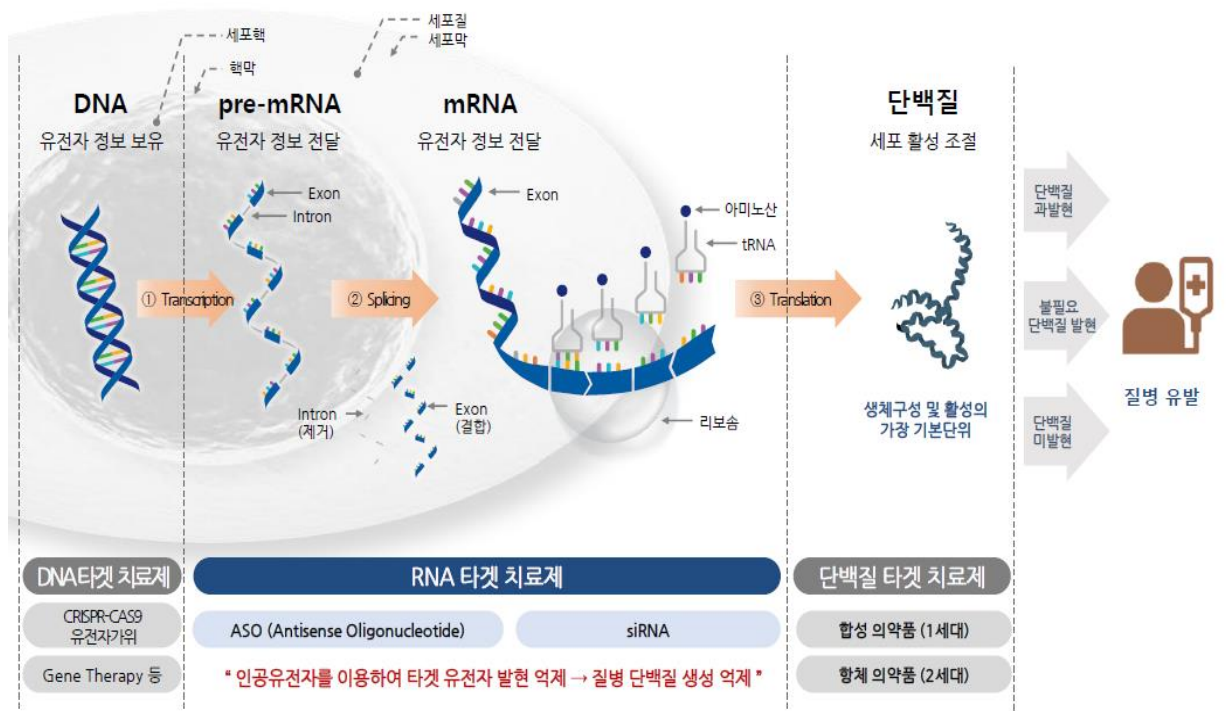 세포핵
핵막
세포질
세포막
DNA
유전자 정보 보유
pre-mRNA
유전자 정보 전달
mRNA
유전자 정보 전달
단백질
세포 활성 조절
Exon
Intron
Exon
아미노산
tRNA
① Transcription
② Splicing
③ Translation
Intron
(제거)
Exon
(결합)
리보솜
생체구성 및 활성의
가장 기본단위
단백질
과발현
불필요
단백질 발현
단백질
미발현
질병 유발
DNA타겟 치료제
CRISPR-CAS9
유전자가위
Gene Therapy 등
RNA 타겟 치료제
ASO (Antisense Oligonucleotide)
siRNA
“ 인공유전자를 이용하여 타겟 유전자 발현 억제 → 질병 단백질 생성 억제 ”
단백질 타겟 치료제
합성 의약품 (1세대)
항체 의약품 (2세대)